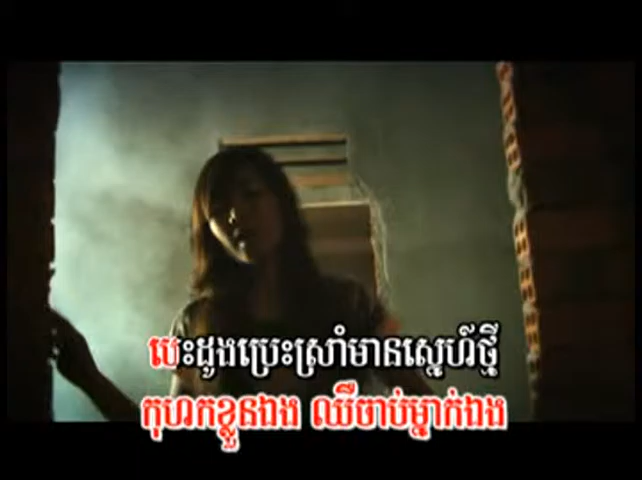 បេះដូងប្រេះស្រាំមានស្នេហ៍ថ្មី
កុហកខ្លួនឯង ឈឺចាប់ម្នាក់ឯង